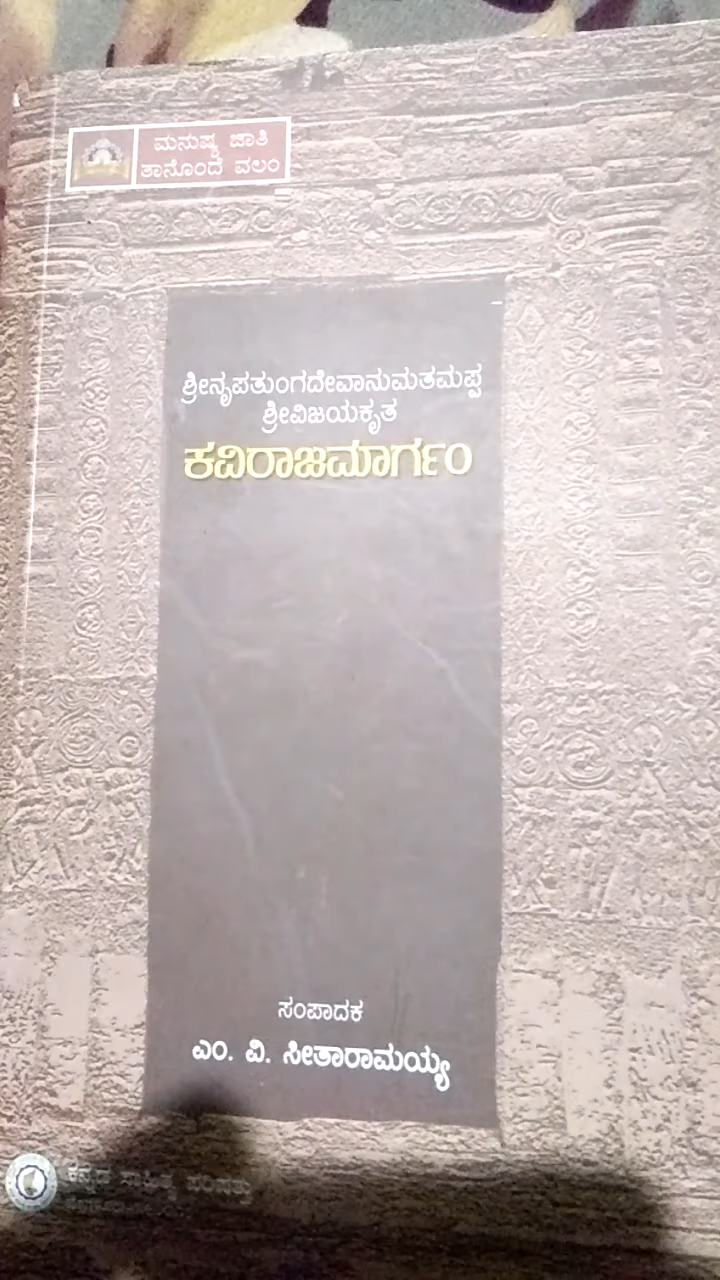 ಮನುಷ್ಯ ಜಾತಿ
ತಾನೊಂದೆ ವಲಂ
ಶ್ರೀನೃಪತುಂಗದೇವಾನುಮತಮಪ್ಪ
ಶ್ರೀವಿಜಯಕೃತ
ಕವಿರಾಜಮಾರ್ಗಂ
ಸಂಪಾದಕ
ಎಂ. ವಿ. ಸೀತಾರಾಮಯ್ಯ
ಕನ್ನಡ ಸಾಹಿತ್ಯ ಪರಿಷತ್ತು